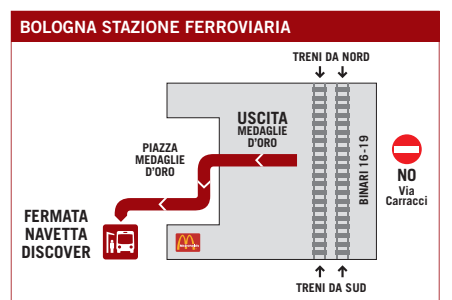 BOLOGNA STAZIONE FERROVIARIA
TRENI DA NORD
USCITA
MEDAGLIE
D'ORO
PIAZZA
MEDAGLIE
D'ORO
BINARI 16-19
NO
Via
Carracci
FERMATA
NAVETTA
DISCOVER
McDonald's
TRENI DA SUD